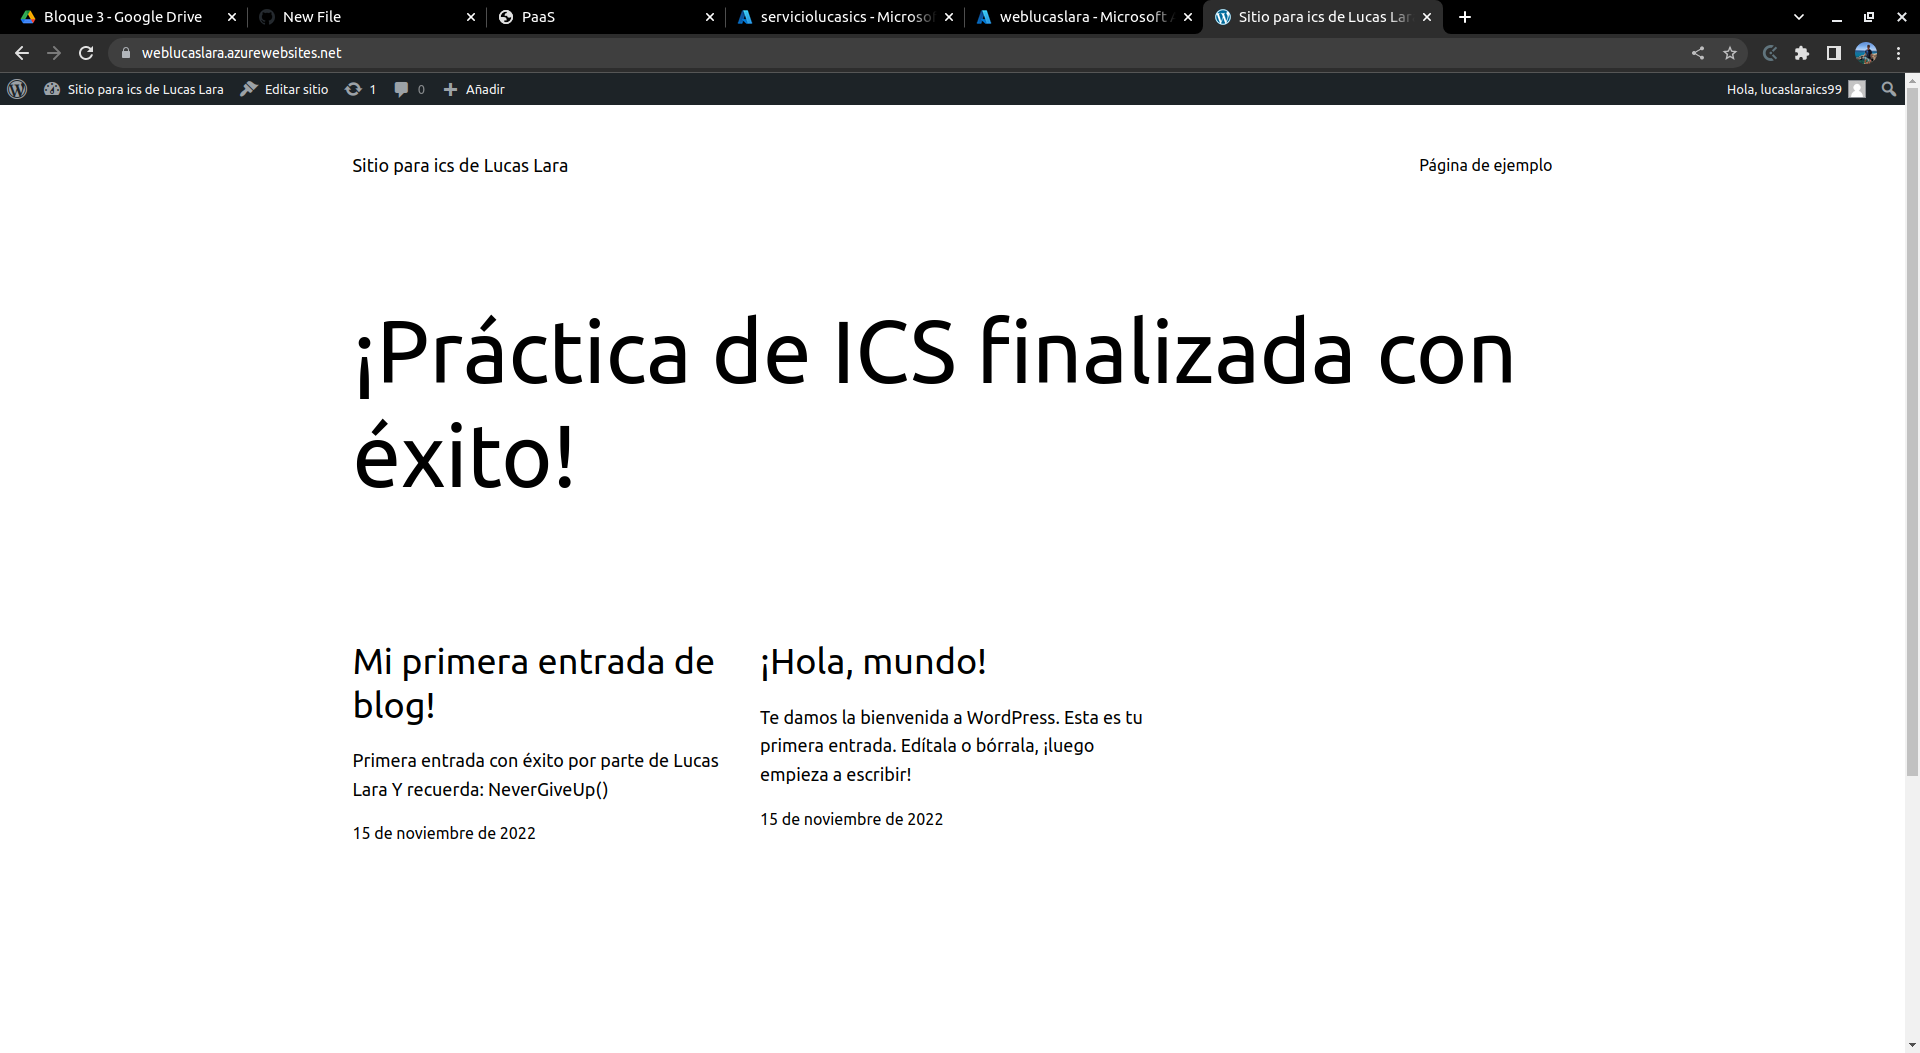 Bloque 3 - Google Drive
New File
PaaS
serviciolucasics - Microso
weblucaslara - Microsoft
Sitio para ics de Lucas Lar
weblucaslara.azurewebsites.net
Sitio para ics de Lucas Lara
Editar sitio
1
0
Añadir
Hola, lucaslaraics99
Sitio para ics de Lucas Lara
Página de ejemplo
¡Práctica de ICS finalizada con
éxito!
Mi primera entrada de
blog!
Primera entrada con éxito por parte de Lucas
Lara Y recuerda: NeverGiveUp()
15 de noviembre de 2022
¡Hola, mundo!
Te damos la bienvenida a WordPress. Esta es tu
primera entrada. Edítala o bórrala, ¡luego
empieza a escribir!
15 de noviembre de 2022